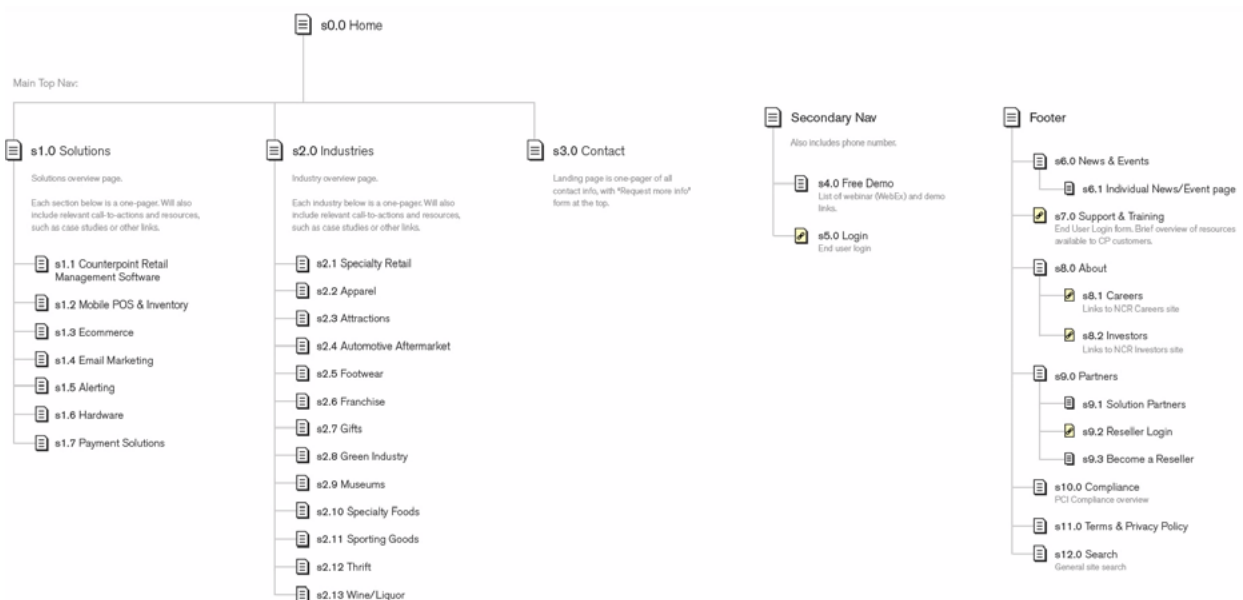 s0.0 Home
Main Top Nav:
s1.0 Solutions
Solutions overview page.
Each section below is a one-pager. Will also
include relevant call-to-actions and resources,
such as case studies or other links.
s1.1 Counterpoint Retail
Management Software
s1.2 Mobile POS & Inventory
s1.3 Ecommerce
s1.4 Email Marketing
s1.5 Alerting
s1.6 Hardware
s1.7 Payment Solutions
s2.0 Industries
Industry overview page.
Each industry below is a one-pager. Will also
include relevant call-to-actions and resources,
such as case studies or other links.
s2.1 Specialty Retail
s2.2 Apparel
s2.3 Attractions
s2.4 Automotive Aftermarket
s2.5 Footwear
s2.6 Franchise
s2.7 Gifts
s2.8 Green Industry
s2.9 Museums
s2.10 Specialty Foods
s2.11 Sporting Goods
s2.12 Thrift
s2.13 Wine/Liquor
s3.0 Contact
Landing page is one-pager of all
contact info, with "Request more info"
form at the top.
Secondary Nav
Also includes phone number.
s4.0 Free Demo
List of webinar (WebEx) and demo
links.
s5.0 Login
End user login
Footer
s6.0 News & Events
s6.1 Individual News/Event page
s7.0 Support & Training
End User Login form. Brief overview of resources
available to CP customers.
s8.0 About
s8.1 Careers
Links to NCR Careers site
s8.2 Investors
Links to NCR Investors site
s9.0 Partners
s9.1 Solution Partners
s9.2 Reseller Login
s9.3 Become a Reseller
s10.0 Compliance
PCI Compliance overview
s11.0 Terms & Privacy Policy
s12.0 Search
General site search